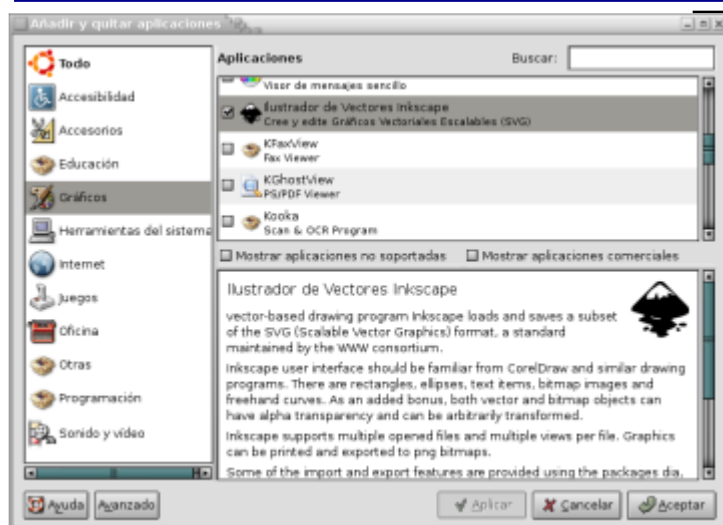 Añadir y quitar aplicaciones
Todo
Accesibilidad
Accesorios
Educación
Gráficos
Herramientas del sistema
Internet
Juegos
Oficina
Otras
Programación
Sonido y vídeo
Aplicaciones
Buscar:
Visor de mensajes sencillo
Ilustrador de Vectores Inkscape
Cree y edite Gráficos Vectoriales Escalables (SVG)
KFaxView
Fax Viewer
KGhostView
PS/PDF Viewer
Kooka
Scan & OCR Program
Mostrar aplicaciones no soportadas
Mostrar aplicaciones comerciales
Ilustrador de Vectores Inkscape
vector-based drawing program Inkscape loads and saves a subset
of the SVG (Scalable Vector Graphics) format, a standard
maintained by the WWW consortium.
Inkscape user interface should be familiar from CorelDraw and similar drawing
programs. There are rectangles, ellipses, text items, bitmap images and
freehand curves. As an added bonus, both vector and bitmap objects can
have alpha transparency and can be arbitrarily transformed.
Inkscape supports multiple opened files and multiple views per file. Graphics
can be printed and exported to png bitmaps.
Some of the import and export features are provided using the packages dia,
Ayuda
Avanzado
Aplicar
Cancelar
Aceptar